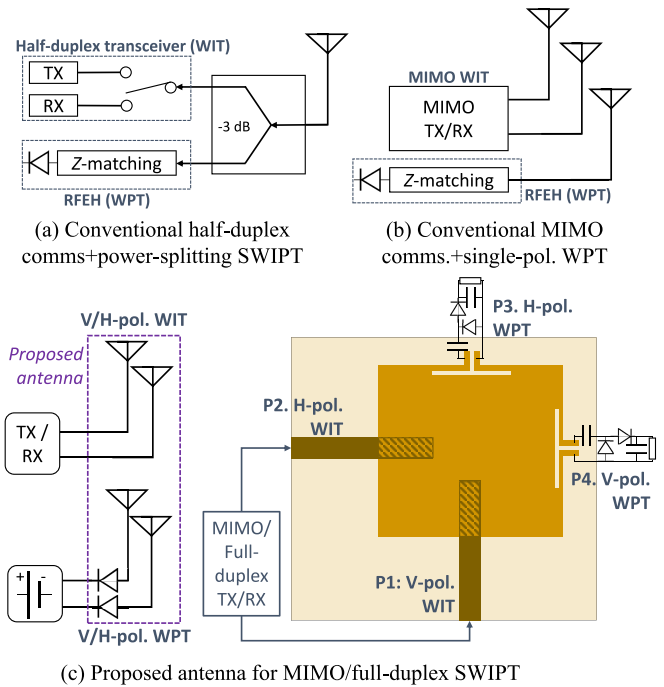 Half-duplex transceiver (WIT)
TX
RX
-3 dB
Z-matching
RFEH (WPT)
(a) Conventional half-duplex
comms+power-splitting SWIPT
MIMO WIT
MIMO
TX/RX
Z-matching
RFEH (WPT)
(b) Conventional MIMO
comms.+single-pol. WPT
V/H-pol. WIT
Proposed
antenna
TX /
RX
+ -
V/H-pol. WPT
P3. H-pol.
WPT
P2. H-pol.
WIT
P4. V-pol.
WPT
MIMO/
Full-
duplex
TX/RX
P1: V-pol.
WIT
(c) Proposed antenna for MIMO/full-duplex SWIPT